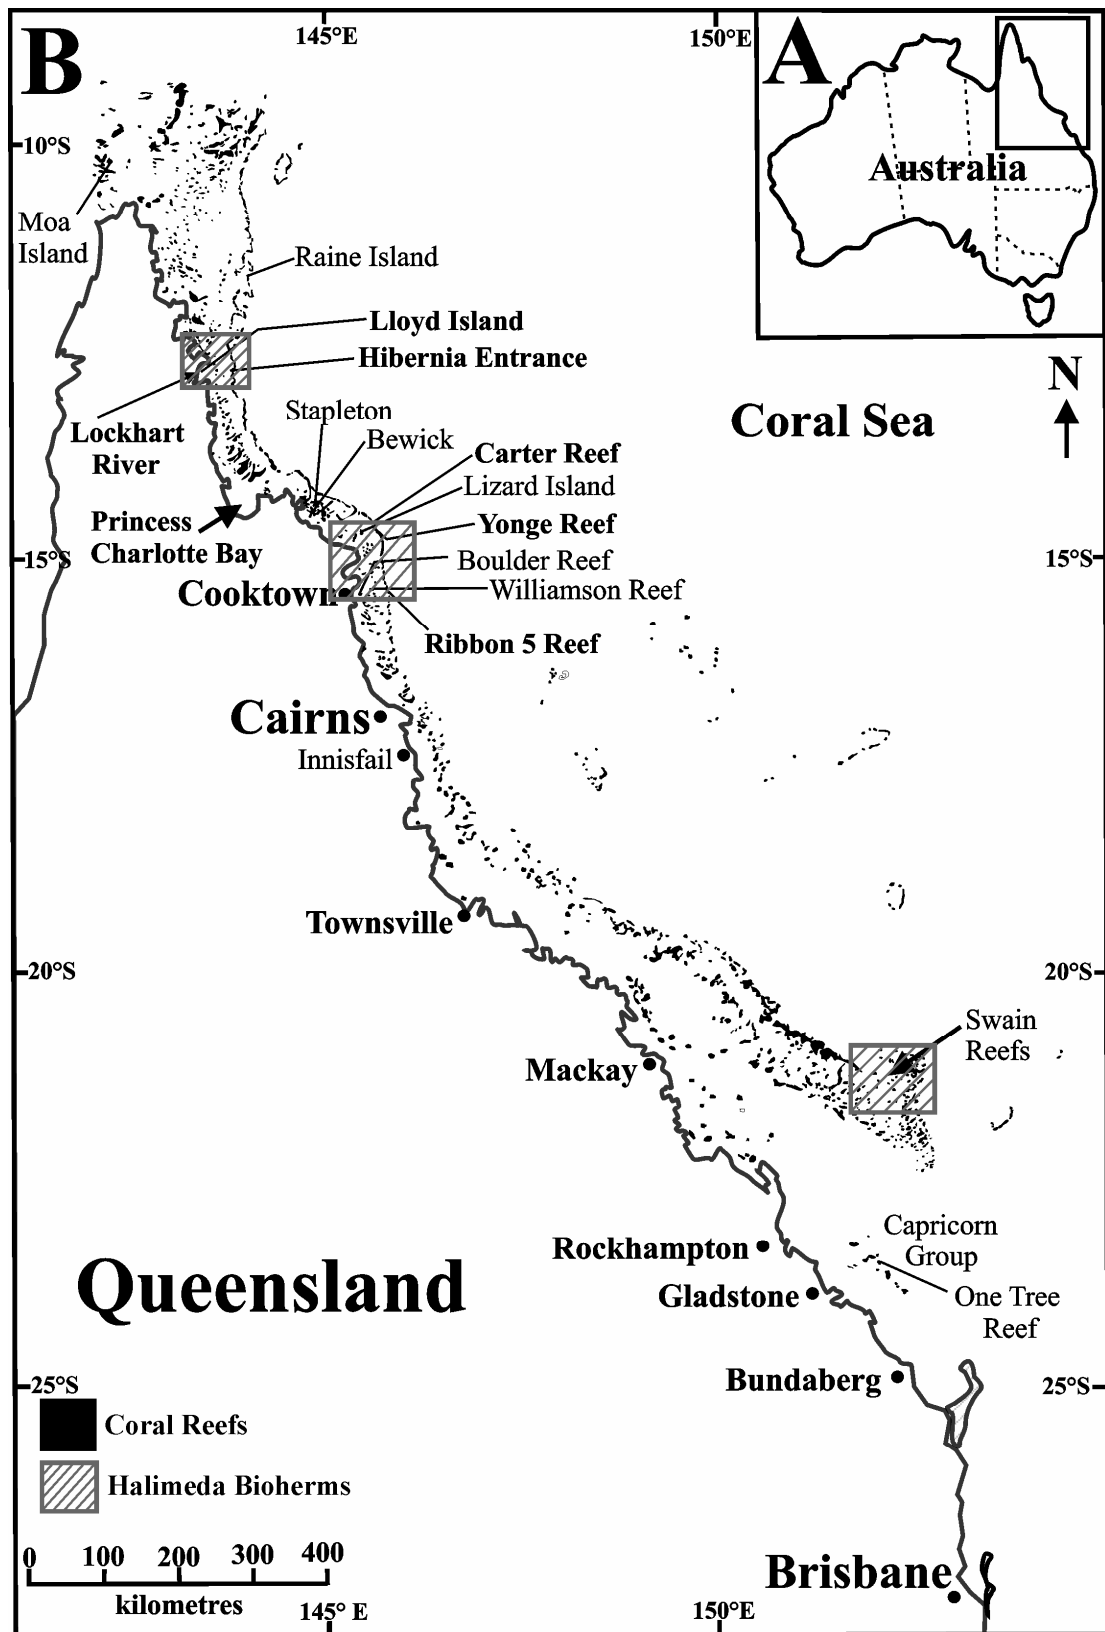 B
145°E
150°E
A
Australia
10°S
Moa
Island
Raine Island
Lloyd Island
Hibernia Entrance
N
Coral Sea
Stapleton
Bewick
Lockhart
River
Carter Reef
Lizard Island
Princess
Charlotte Bay
Yonge Reef
15°S
15°S
Boulder Reef
Cooktown
Williamson Reef
Ribbon 5 Reef
Cairns
Innisfail
Townsville
20°S
20°S
Swain
Reefs
Mackay
Capricorn
Group
Rockhampton
Queensland
Gladstone
One Tree
Reef
Bundaberg
25°S
25°S
Coral Reefs
Halimeda Bioherms
0 100 200 300 400
kilometres
Brisbane
145° E
150°E